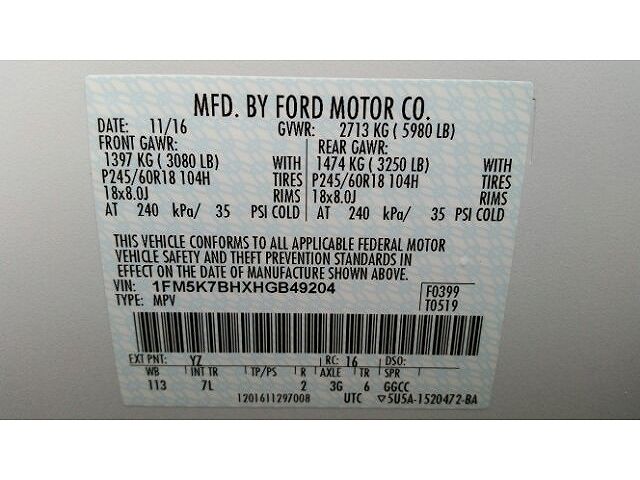 MFD. BY FORD MOTOR CO.
DATE: 11/16 GVWR: 2713 KG ( 5980 LB)
FRONT GAWR: REAR GAWR:
1397 KG ( 3080 LB) WITH 1474 KG ( 3250 LB) WITH
P245/60R18 104H TIRES P245/60R18 104H TIRES
18x8.0J RIMS 18x8.0J RIMS
AT 240 kPa/ 35 PSI COLD AT 240 kPa/ 35 PSI COLD
THIS VEHICLE CONFORMS TO ALL APPLICABLE FEDERAL MOTOR
VEHICLE SAFETY AND THEFT PREVENTION STANDARDS IN
EFFECT ON THE DATE OF MANUFACTURE SHOWN ABOVE.
VIN: 1FM5K7BHXHGB49204 F0399
TYPE: MPV T0519
EXT PNT: YZ RC: 16 DSO:
WB INT TR TP/PS R AXLE TR SPR
113 7L 2 3G 6 GGCC
1201611297008 UTC ▽5U5A-1520472-BA